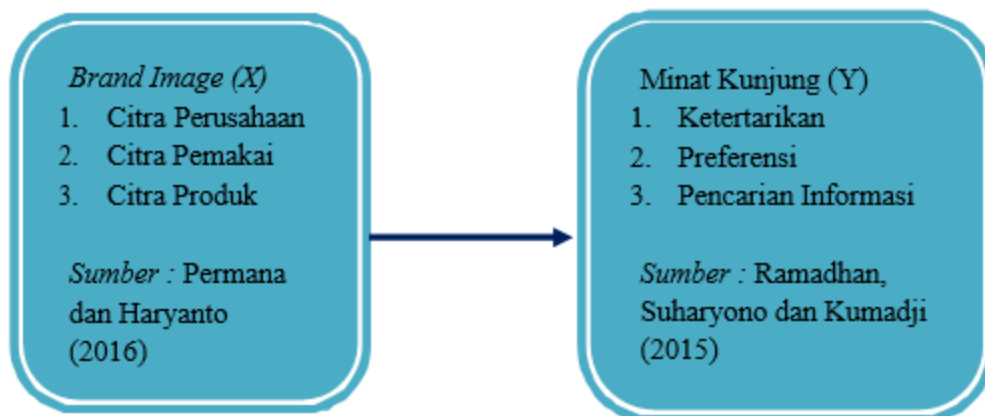 Brand Image (X)
1. Citra Perusahaan
2. Citra Pemakai
3. Citra Produk
Sumber : Permana
dan Haryanto
(2016)
Minat Kunjung (Y)
1. Ketertarikan
2. Preferensi
3. Pencarian Informasi
Sumber : Ramadhan,
Suharyono dan Kumadji
(2015)